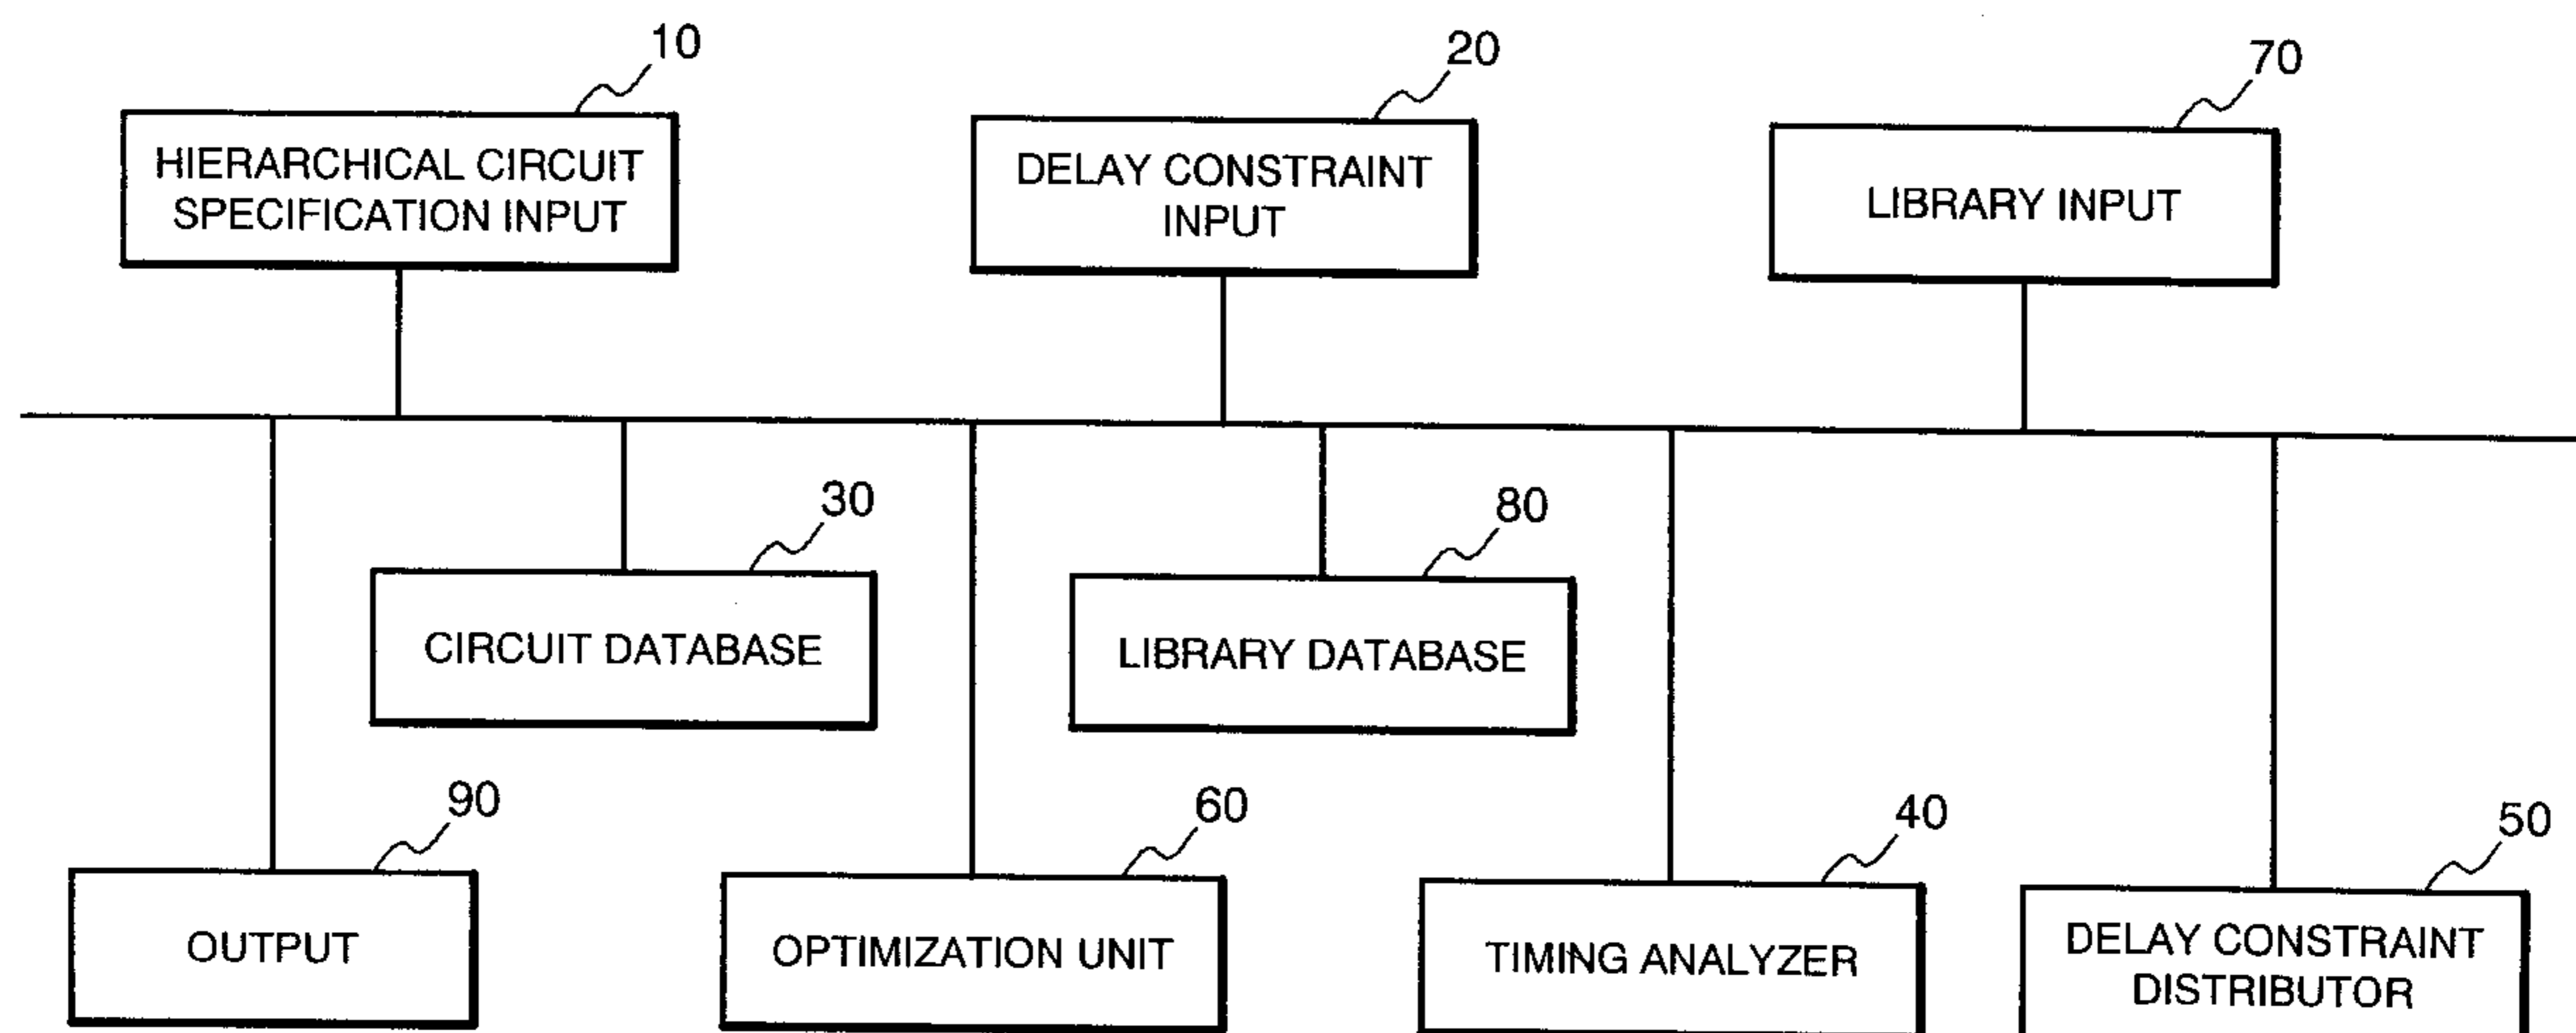 10
20
70
HIERARCHICAL CIRCUIT
SPECIFICATION INPUT
DELAY CONSTRAINT
INPUT
LIBRARY INPUT
30
80
CIRCUIT DATABASE
LIBRARY DATABASE
90
60
40
50
OUTPUT
OPTIMIZATION UNIT
TIMING ANALYZER
DELAY CONSTRAINT
DISTRIBUTOR